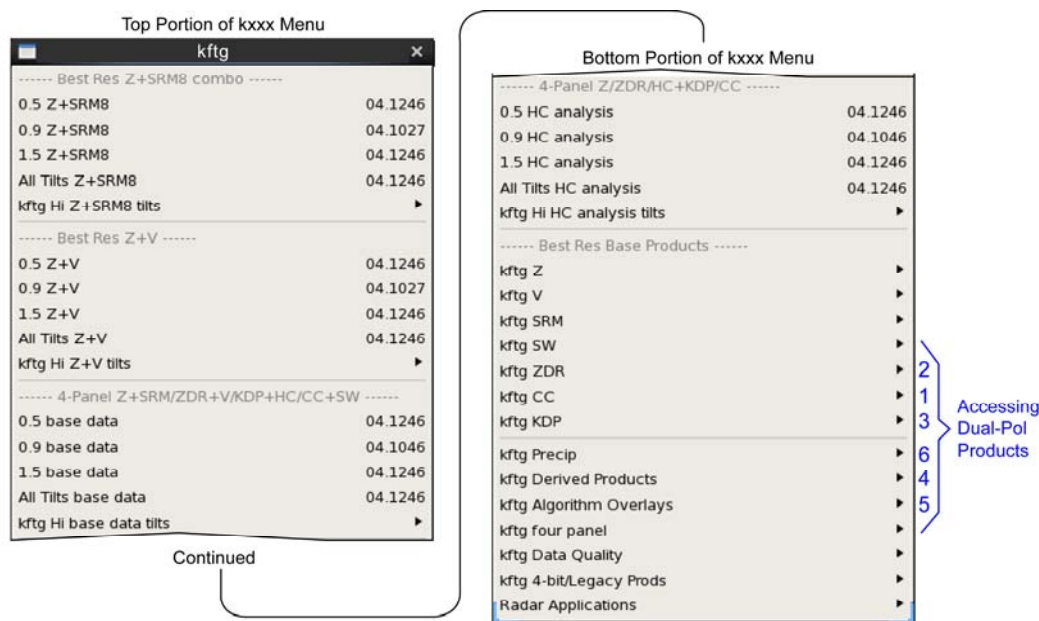 Top Portion of kxxx Menu
kftg ×
------ Best Res Z+SRM8 combo ------
0.5 Z+SRM8 04.1246
0.9 Z+SRM8 04.1027
1.5 Z+SRM8 04.1246
All Tilts Z+SRM8 04.1246
kftg Hi Z+SRM8 tilts
------ Best Res Z+V ------
0.5 Z+V 04.1246
0.9 Z+V 04.1027
1.5 Z+V 04.1246
All Tilts Z+V 04.1246
kftg Hi Z+V tilts
------ 4-Panel Z+SRM/ZDR+V/KDP+HC/CC+SW ------
0.5 base data 04.1246
0.9 base data 04.1046
1.5 base data 04.1246
All Tilts base data 04.1246
kftg Hi base data tilts
Continued
Bottom Portion of kxxx Menu
------ 4-Panel Z/ZDR/HC+KDP/CC ------
0.5 HC analysis 04.1246
0.9 HC analysis 04.1046
1.5 HC analysis 04.1246
All Tilts HC analysis 04.1246
kftg Hi HC analysis tilts
------ Best Res Base Products ------
kftg Z
kftg V
kftg SRM
kftg SW
kftg ZDR 2
kftg CC 1
kftg KDP 3
kftg Precip 6
kftg Derived Products 4
kftg Algorithm Overlays 5
kftg four panel
kftg Data Quality
kftg 4-bit/Legacy Prods
Radar Applications
Accessing
Dual-Pol
Products